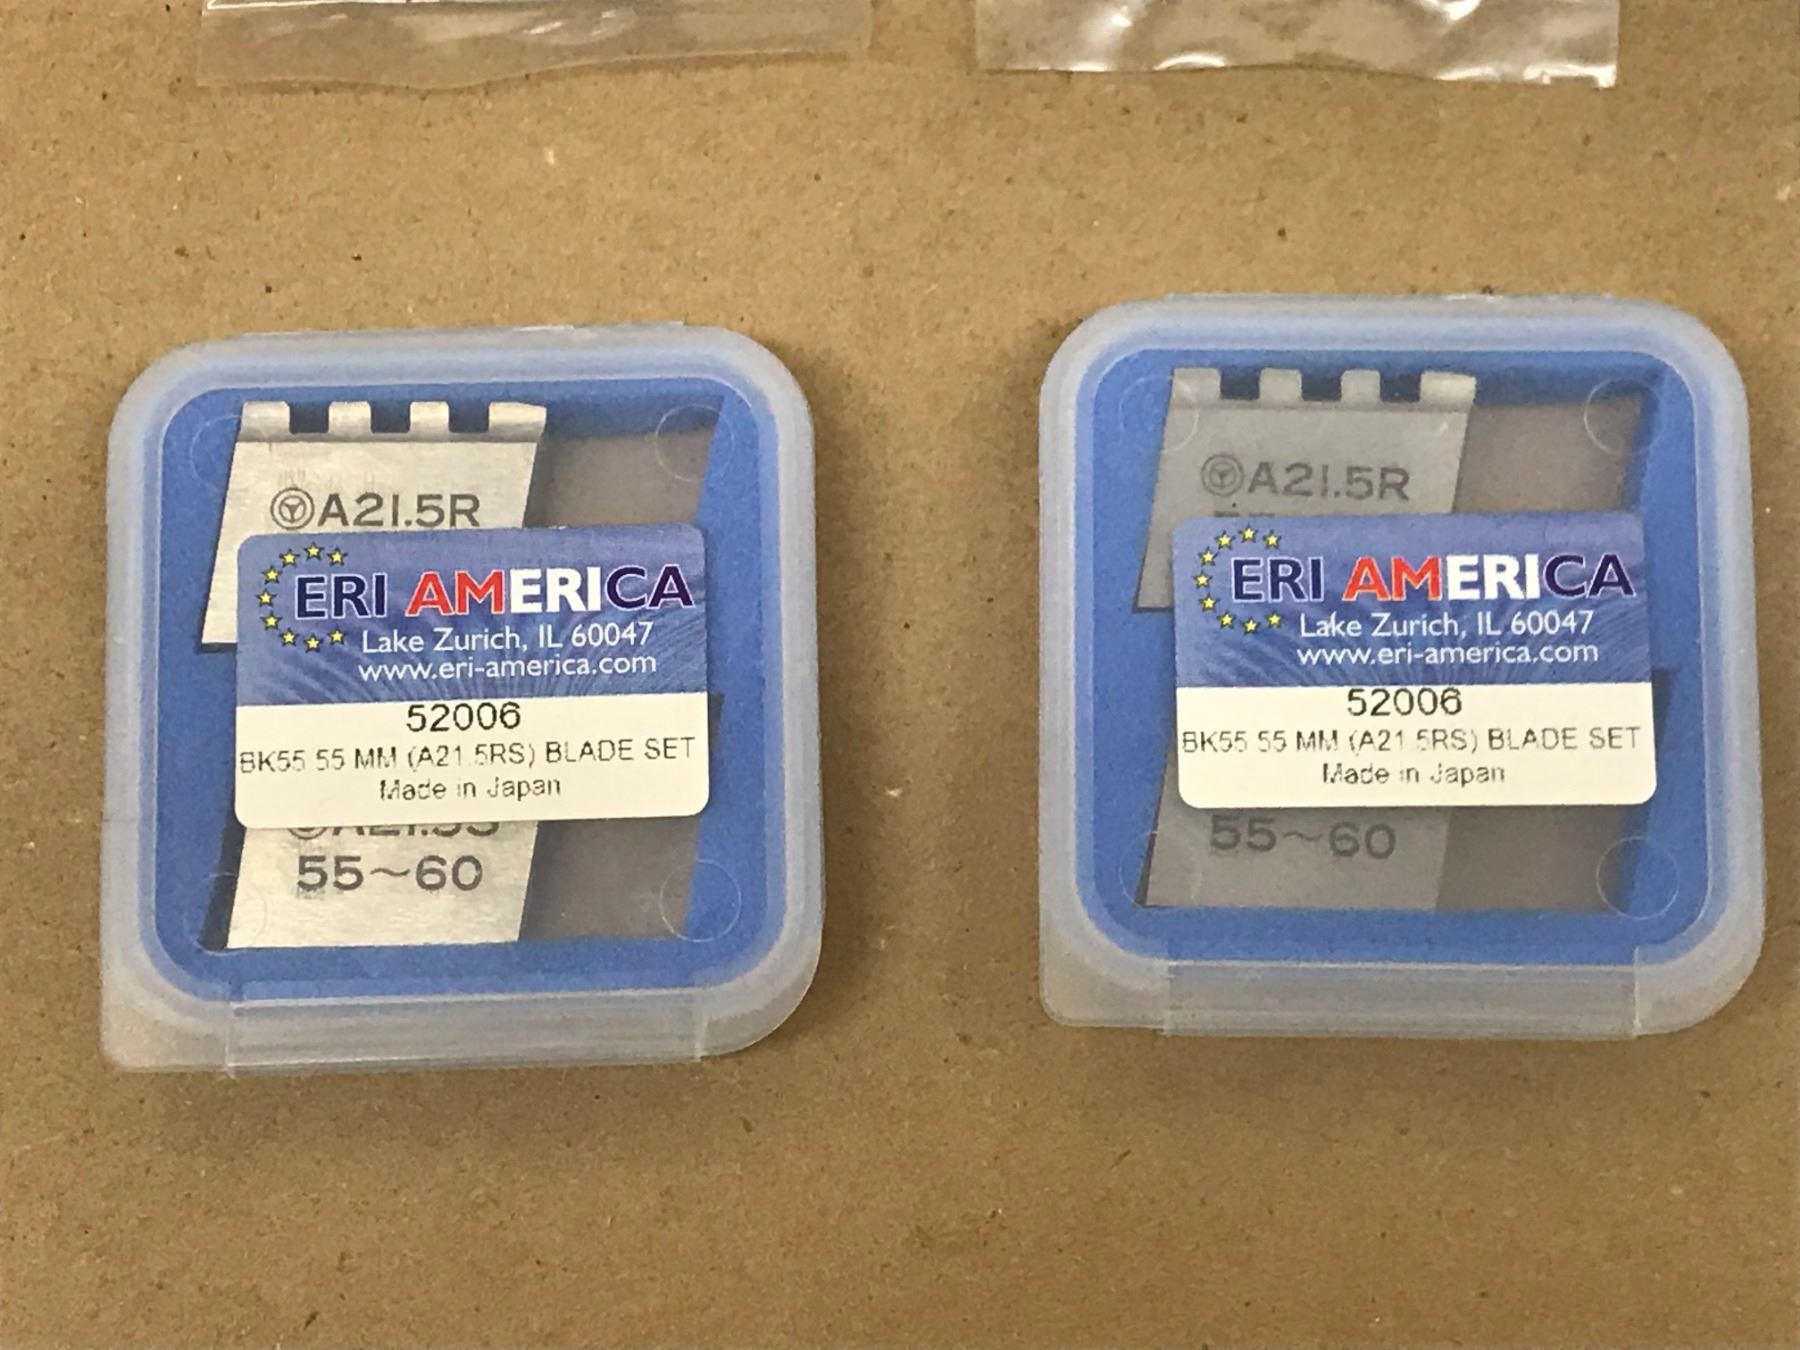 A21.5R
ERI AMERICA
Lake Zurich, IL 60047
www.eri-america.com
52006
BK55 55 MM (A21.5RS) BLADE SET
Made in Japan
A21.5S
55~60
A21.5R
ERI AMERICA
Lake Zurich, IL 60047
www.eri-america.com
52006
BK55 55 MM (A21.5RS) BLADE SET
Made in Japan
55~60